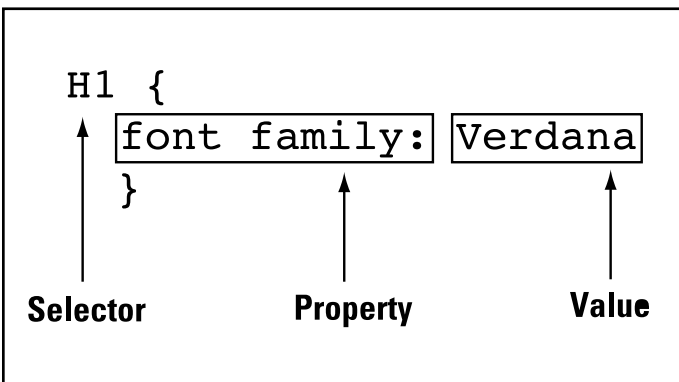 H1 {
font family: Verdana
}
Selector Property Value